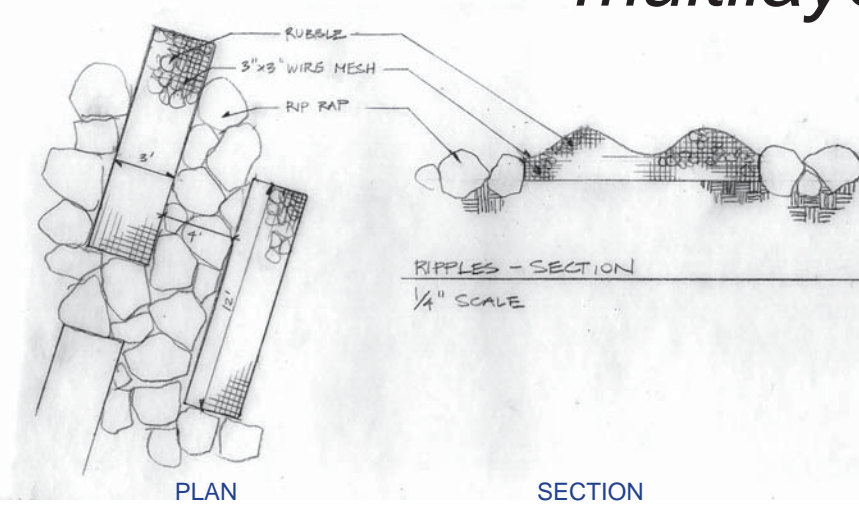 RUBBLE
3"x3" WIRE MESH
RIP RAP
3'
4'
12'
RIPPLES - SECTION
1/4" SCALE
PLAN
SECTION